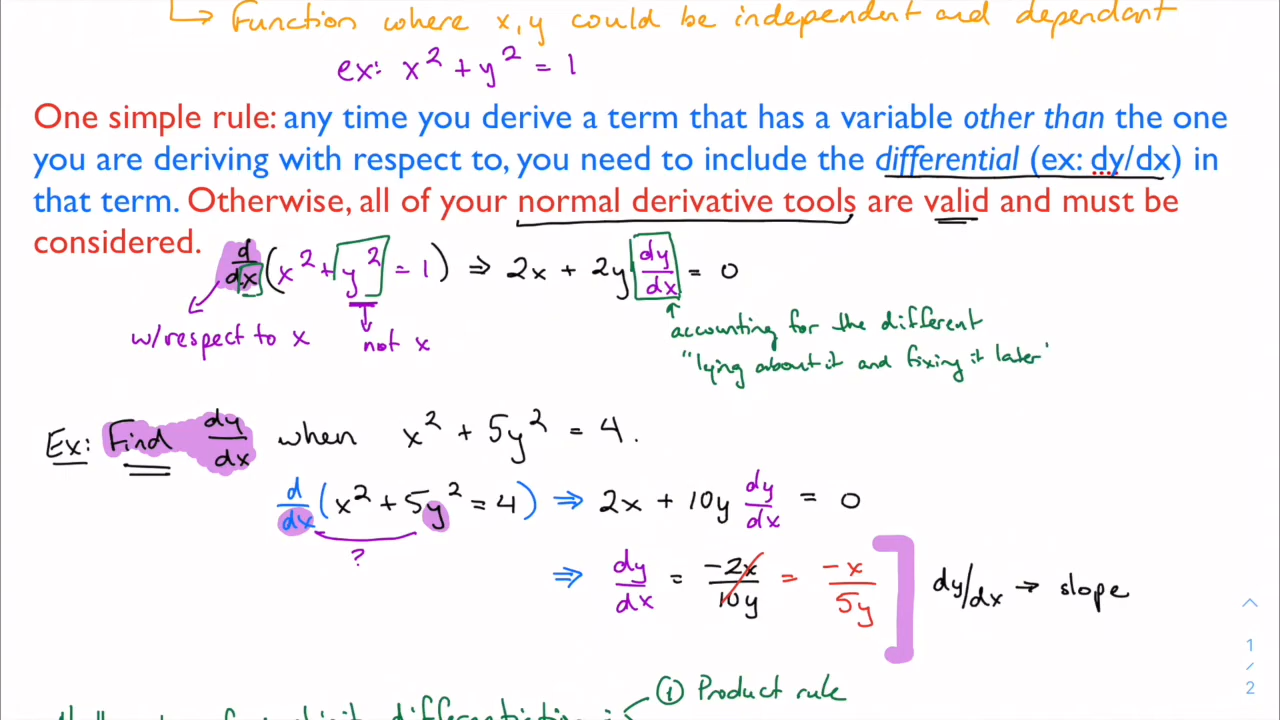 ↳ Function where x, y could be independent and dependant
ex: x² + y² = 1
One simple rule: any time you derive a term that has a variable other than the one
you are deriving with respect to, you need to include the differential (ex: dy/dx) in
that term. Otherwise, all of your normal derivative tools are valid and must be
considered.
d/dx (x² + y² = 1) ⇒ 2x + 2y dy/dx = 0
w/respect to x
not x
accounting for the different
"lying about it and fixing it later"
Ex: Find dy/dx when x² + 5y² = 4.
d/dx (x² + 5y² = 4) ⇒ 2x + 10y dy/dx = 0
?
⇒ dy/dx = -2x/10y = -x/5y ] dy/dx → slope
① Product rule
1
/
2